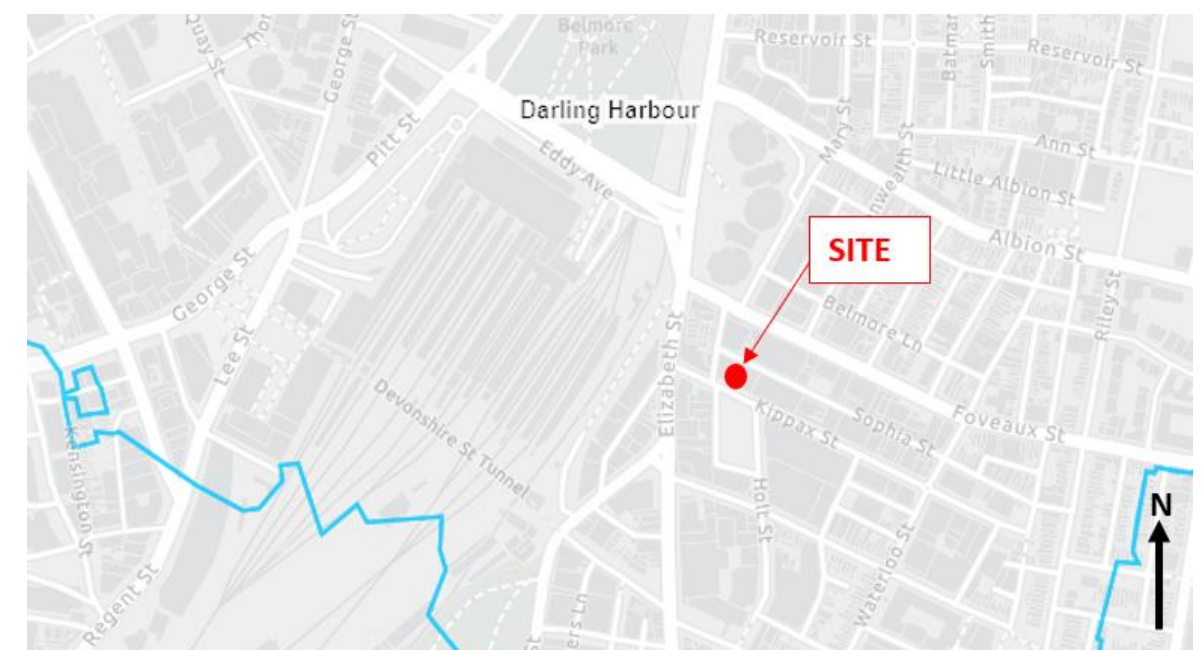 Belmore
Park
Quay St
George St
Reservoir St
Reservoir St
Pitt St
Darling Harbour
Eddy Ave
Mary St
Ann St
Little Albion St
Albion St
SITE
George St
Lee St
Belmore Ln
Riley St
Elizabeth St
Devonshire St Tunnel
Kippax St
Sophia St
Foveaux St
Kensington St
Holt St
Waterloo St
N
Regent St